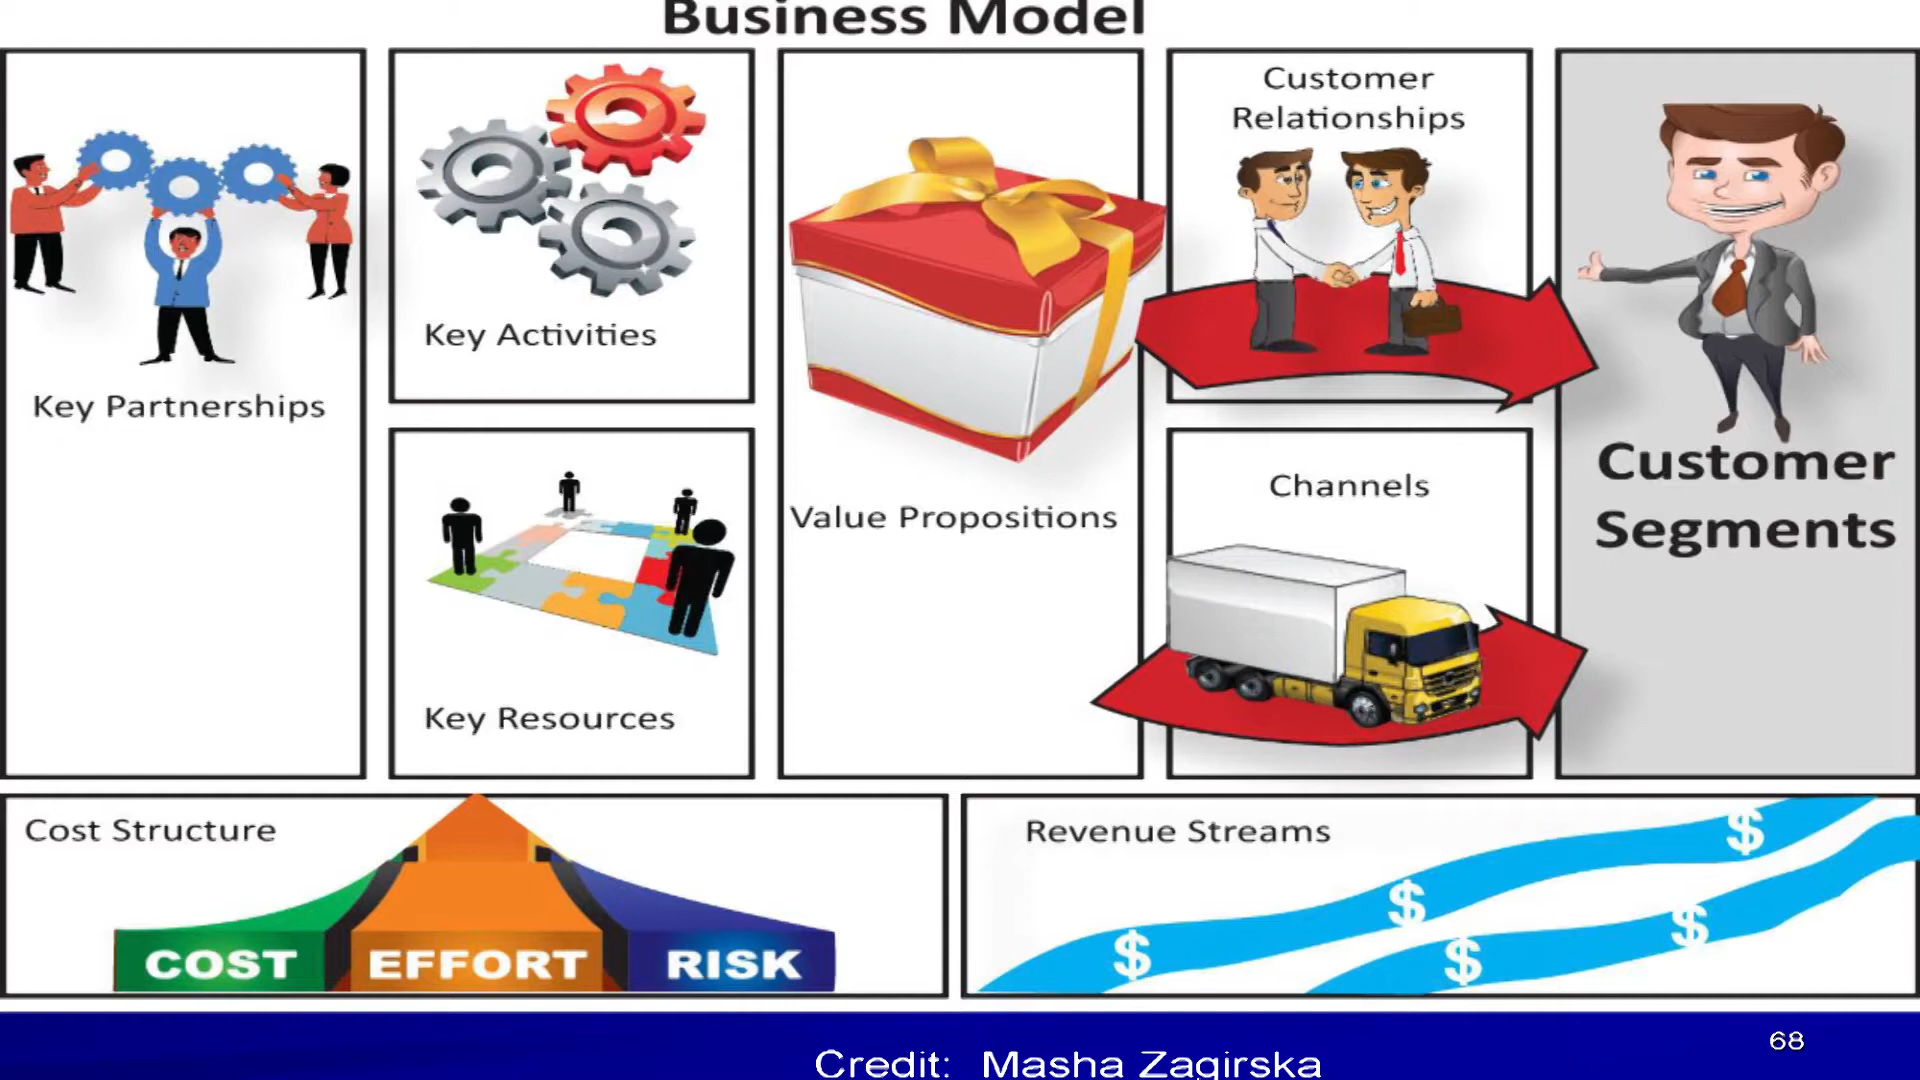 Business Model
Key Partnerships
Key Activities
Key Resources
Value Propositions
Customer
Relationships
Channels
Customer
Segments
Cost Structure
COST EFFORT RISK
Revenue Streams
$ $ $
$ $
68
Credit: Masha Zagirska